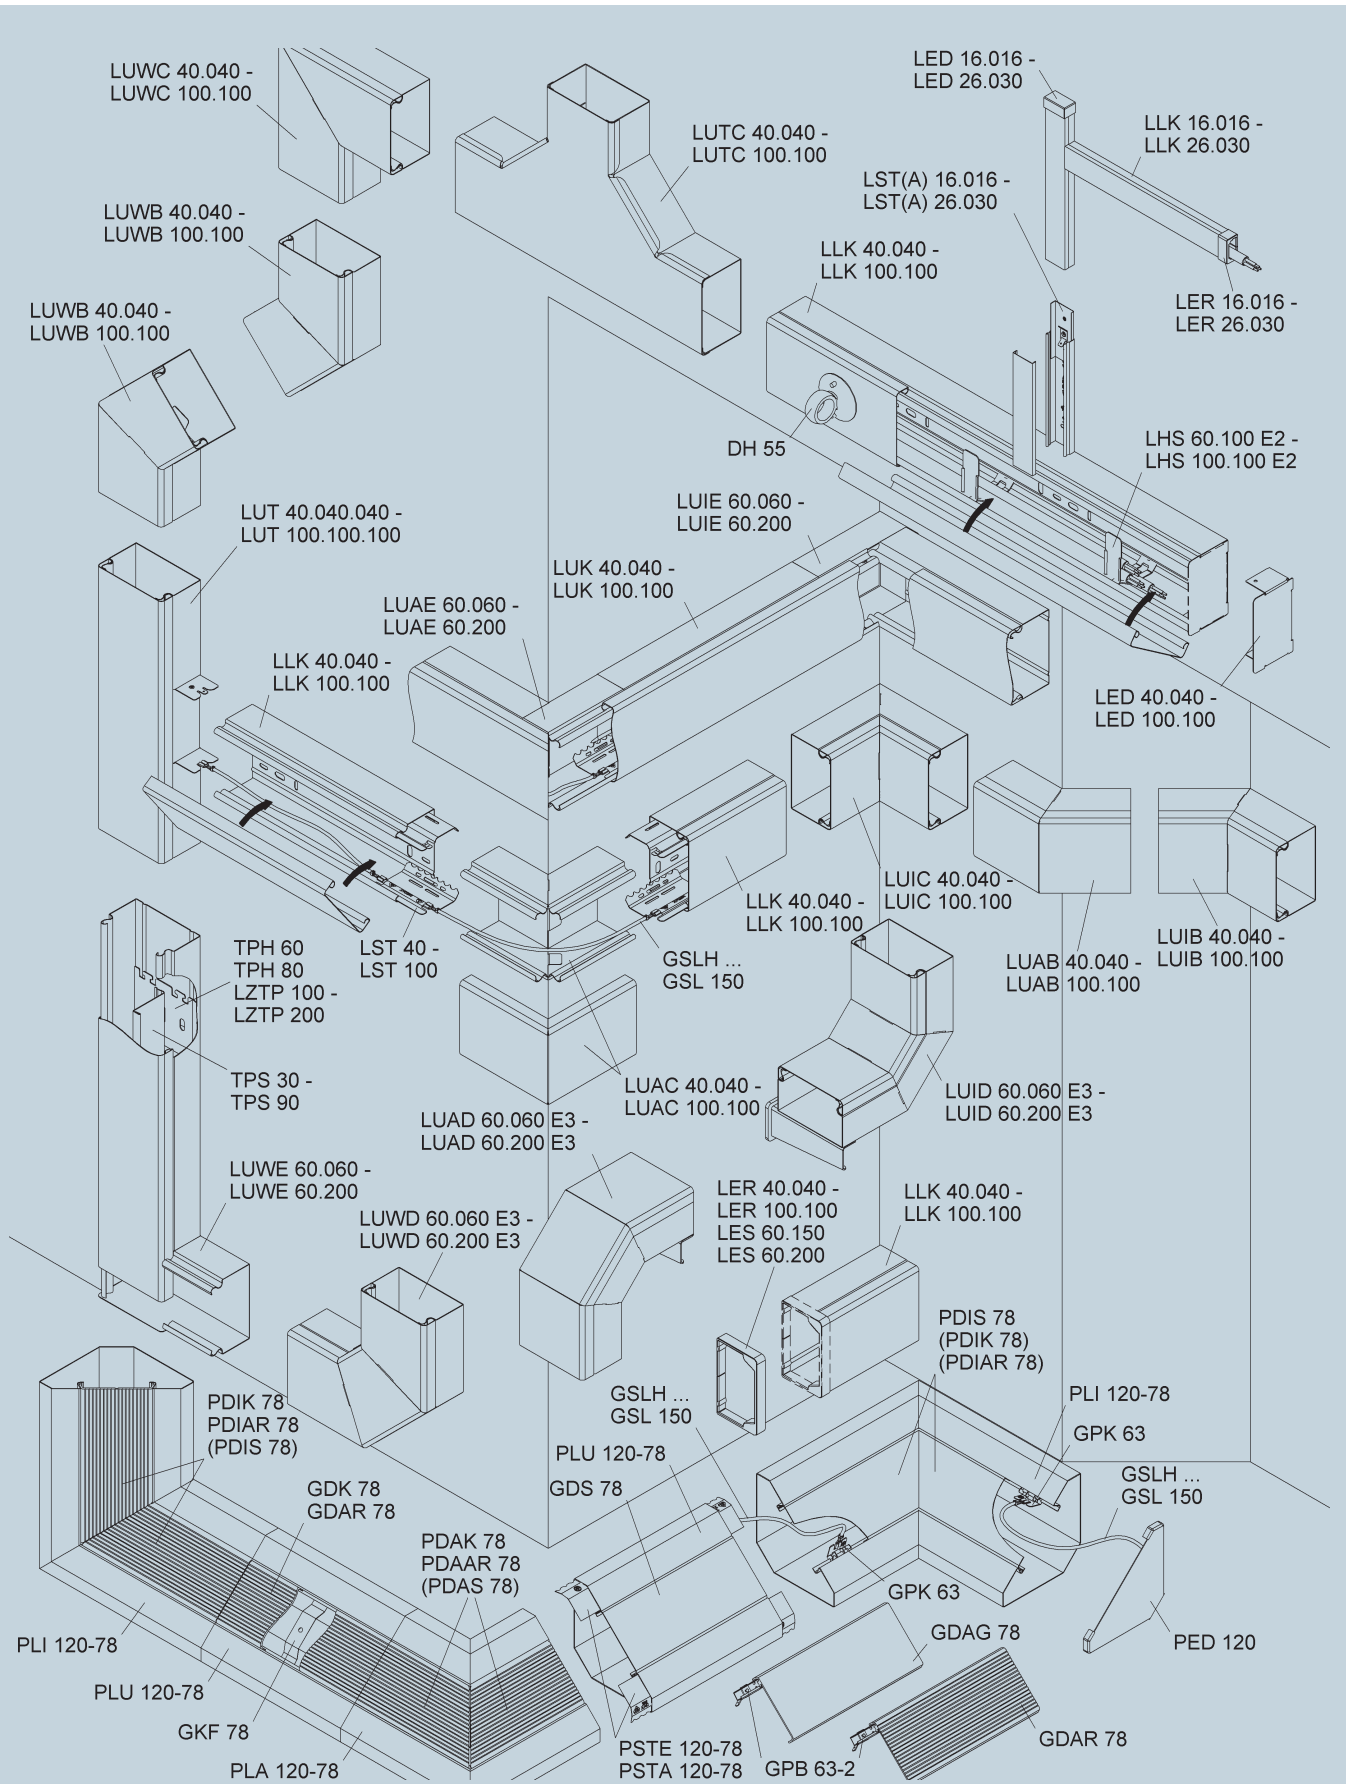 LUWC 40.040 -
LUWC 100.100
LED 16.016 -
LED 26.030
LUTC 40.040 -
LUTC 100.100
LLK 16.016 -
LLK 26.030
LST(A) 16.016 -
LST(A) 26.030
LUWB 40.040 -
LUWB 100.100
LLK 40.040 -
LLK 100.100
LER 16.016 -
LER 26.030
LUWB 40.040 -
LUWB 100.100
DH 55
LHS 60.100 E2 -
LHS 100.100 E2
LUT 40.040.040 -
LUT 100.100.100
LUIE 60.060 -
LUIE 60.200
LUK 40.040 -
LUK 100.100
LUAE 60.060 -
LUAE 60.200
LLK 40.040 -
LLK 100.100
LED 40.040 -
LED 100.100
LUIC 40.040 -
LUIC 100.100
LLK 40.040 -
LLK 100.100
LUIB 40.040 -
LUIB 100.100
LUAB 40.040 -
LUAB 100.100
TPH 60
TPH 80
LZTP 100 -
LZTP 200
LST 40 -
LST 100
GSLH ...
GSL 150
TPS 30 -
TPS 90
LUAC 40.040 -
LUAC 100.100
LUID 60.060 E3 -
LUID 60.200 E3
LUAD 60.060 E3 -
LUAD 60.200 E3
LUWE 60.060 -
LUWE 60.200
LUWD 60.060 E3 -
LUWD 60.200 E3
LER 40.040 -
LER 100.100
LES 60.150
LES 60.200
LLK 40.040 -
LLK 100.100
PDIS 78
(PDIK 78)
(PDIAR 78)
PDIK 78
PDIAR 78
(PDIS 78)
GSLH ...
GSL 150
PLI 120-78
GPK 63
PLU 120-78
GDS 78
GSLH ...
GSL 150
GDK 78
GDAR 78
PDAK 78
PDAAR 78
(PDAS 78)
GPK 63
GDAG 78
PED 120
PLI 120-78
PLU 120-78
GKF 78
PLA 120-78
PSTE 120-78
PSTA 120-78
GPB 63-2
GDAR 78